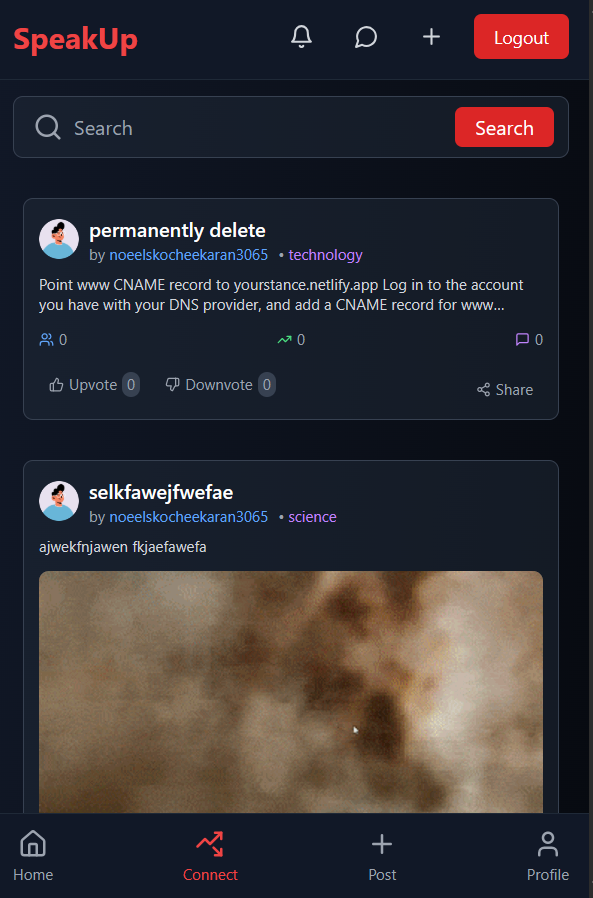 SpeakUp
Logout
Search
Search
permanently delete
by noeelskocheekaran3065 • technology
Point www CNAME record to yourstance.netlify.app Log in to the account
you have with your DNS provider, and add a CNAME record for www...
0 0 0
Upvote 0 Downvote 0 Share
selkfawejfwefae
by noeelskocheekaran3065 • science
ajwekfnjawen fkjaefawefa
Home Connect Post Profile